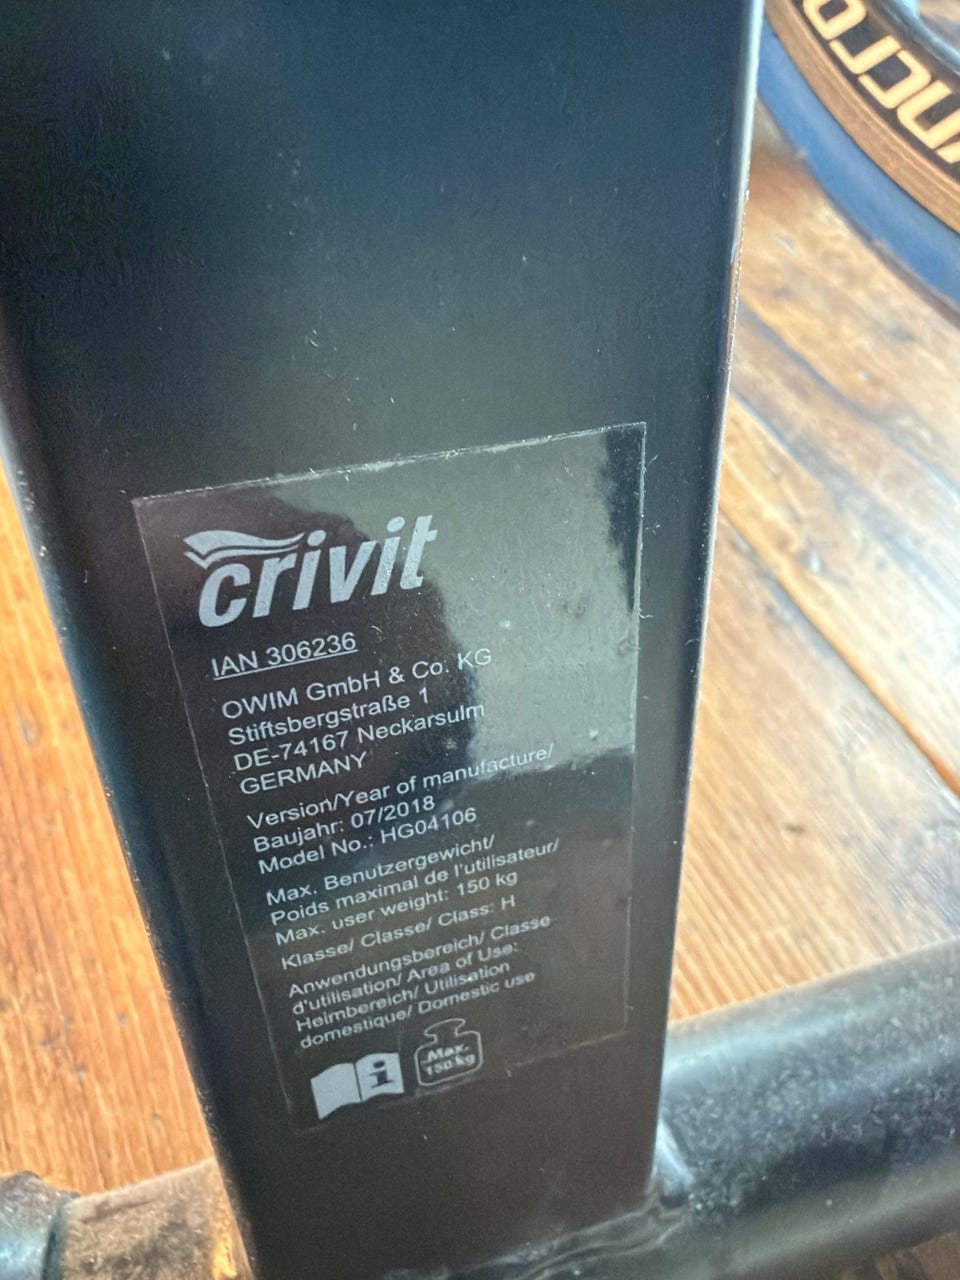 crivit
IAN 306236
OWIM GmbH & Co. KG
Stiftsbergstraße 1
DE-74167 Neckarsulm
GERMANY
Version/Year of manufacture/
Baujahr: 07/2018
Model No.: HG04106
Max. Benutzergewicht/
Poids maximal de l'utilisateur/
Max. user weight: 150 kg
Klasse/ Classe/ Class: H
Anwendungsbereich/ Classe
d'utilisation/ Area of Use:
Heimbereich/ Utilisation
domestique/ Domestic use
i
Max.
150 kg